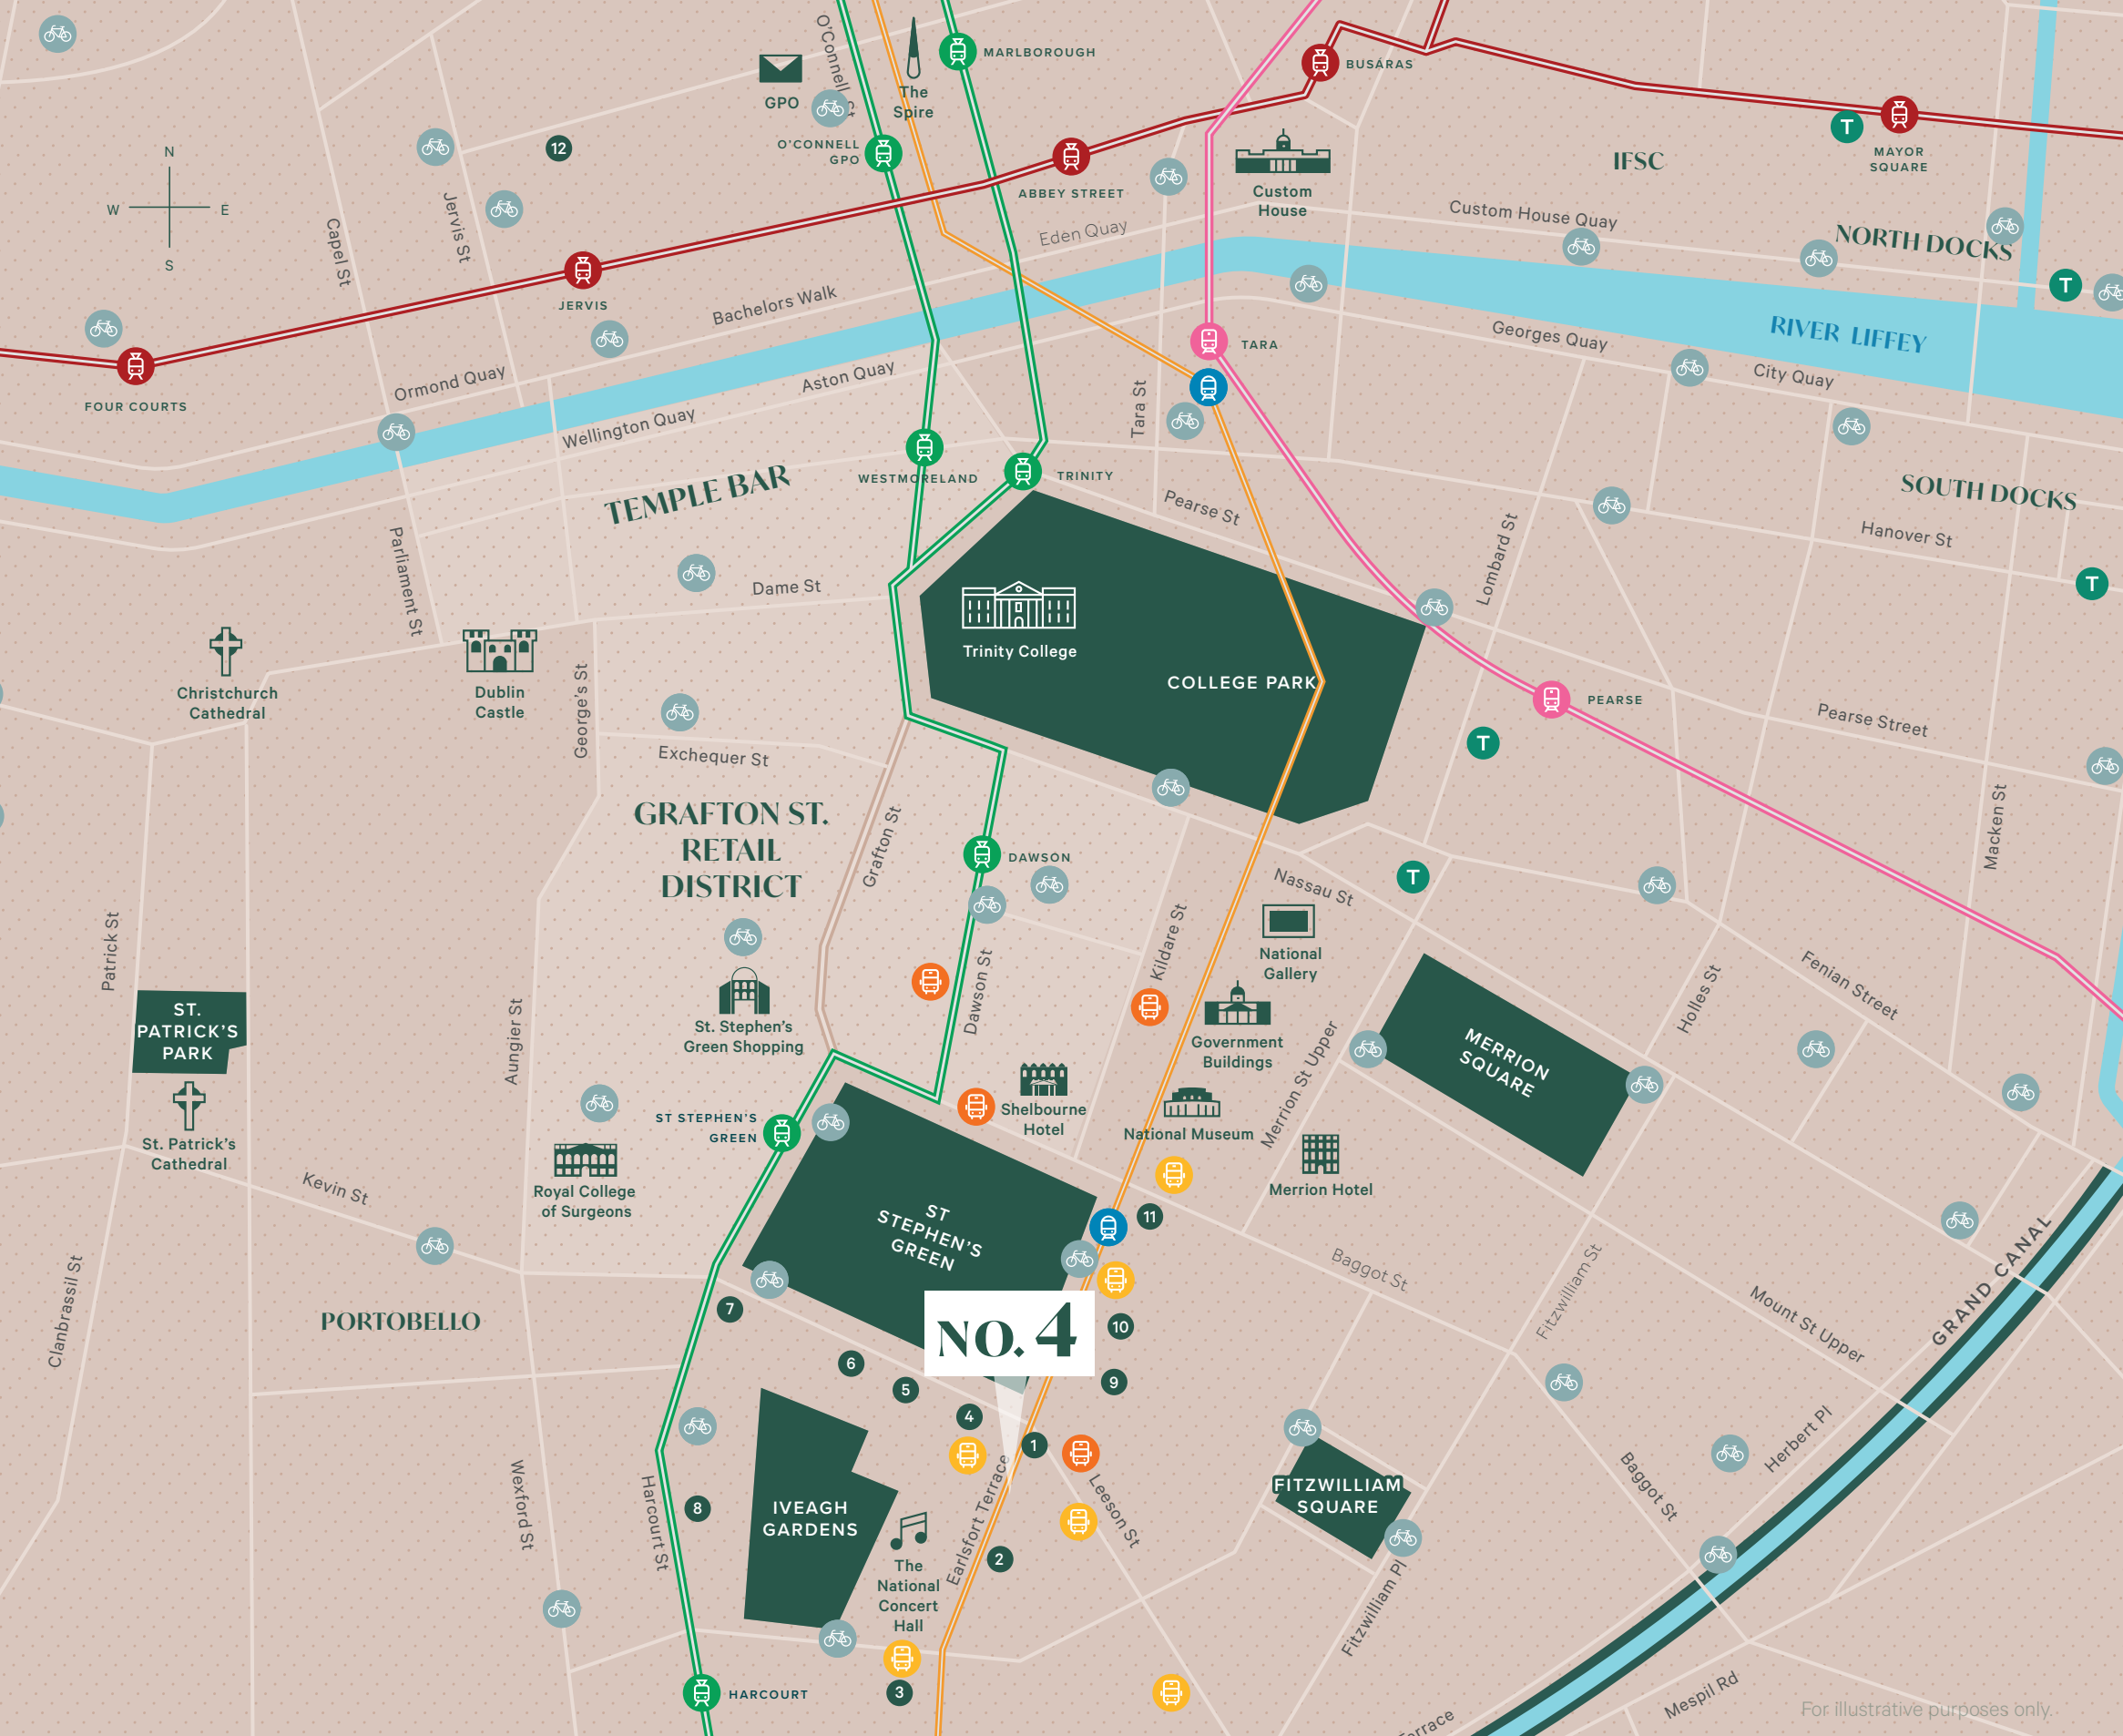 O'Connell St
MARLBOROUGH
GPO
The
Spire
BUSÁRAS
O'CONNELL
GPO
12
ABBEY STREET
Custom
House
IFSC
T
MAYOR
SQUARE
N
W
E
S
Capel St
Jervis St
Eden Quay
Custom House Quay
NORTH DOCKS
T
JERVIS
Bachelors Walk
TARA
Georges Quay
RIVER LIFFEY
City Quay
FOUR COURTS
Ormond Quay
Aston Quay
Wellington Quay
Tara St
WESTMORELAND
TRINITY
TEMPLE BAR
Pearse St
SOUTH DOCKS
Hanover St
Lombard St
Parliament St
Dame St
T
Trinity College
COLLEGE PARK
Christchurch
Cathedral
Dublin
Castle
George's St
PEARSE
Pearse Street
T
Exchequer St
GRAFTON ST.
RETAIL
DISTRICT
Grafton St
DAWSON
Macken St
T
Nassau St
Patrick St
Kildare St
National
Gallery
Dawson St
Holles St
Fenian Street
ST.
PATRICK'S
PARK
Aungier St
St. Stephen's
Green Shopping
Government
Buildings
MERRION
SQUARE
Merrion St Upper
Shelbourne
Hotel
National Museum
ST STEPHEN'S
GREEN
St. Patrick's
Cathedral
Kevin St
Royal College
of Surgeons
Merrion Hotel
ST
STEPHEN'S
GREEN
11
Baggot St
Fitzwilliam St
GRAND CANAL
Clanbrassil St
PORTOBELLO
7
NO. 4
10
Mount St Upper
6
5
9
4
1
Herbert Pl
Baggot St
Wexford St
Harcourt St
8
IVEAGH
GARDENS
Earlsfort Terrace
Leeson St
FITZWILLIAM
SQUARE
2
The
National
Concert
Hall
Fitzwilliam Pl
3
HARCOURT
Mespil Rd
Terrace
For illustrative purposes only.